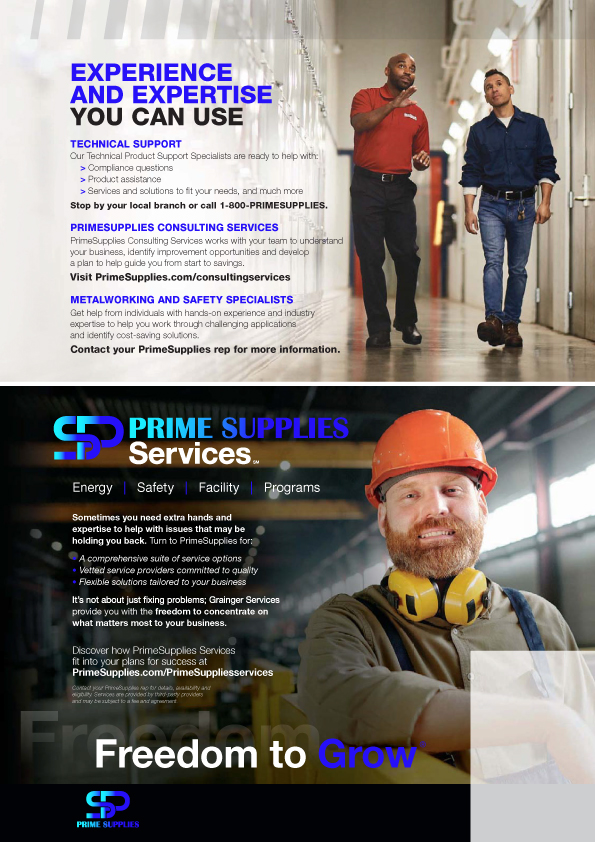 EXPERIENCE
AND EXPERTISE
YOU CAN USE
TECHNICAL SUPPORT
Our Technical Product Support Specialists are ready to help with:
> Compliance questions
> Product assistance
> Services and solutions to fit your needs, and much more
Stop by your local branch or call 1-800-PRIMESUPPLIES.
PRIMESUPPLIES CONSULTING SERVICES
PrimeSupplies Consulting Services works with your team to understand
your business, identify improvement opportunities and develop
a plan to help guide you from start to savings.
Visit PrimeSupplies.com/consultingservices
METALWORKING AND SAFETY SPECIALISTS
Get help from individuals with hands-on experience and industry
expertise to help you work through challenging applications
and identify cost-saving solutions.
Contact your PrimeSupplies rep for more information.
PRIME SUPPLIES
Services SM
Energy | Safety | Facility | Programs
Sometimes you need extra hands and
expertise to help with issues that may be
holding you back. Turn to PrimeSupplies for:
• A comprehensive suite of service options
• Vetted service providers committed to quality
• Flexible solutions tailored to your business
It's not about just fixing problems; Grainger Services
provide you with the freedom to concentrate on
what matters most to your business.
Discover how PrimeSupplies Services
fit into your plans for success at
PrimeSupplies.com/PrimeSuppliesservices
Contact your PrimeSupplies rep for details, availability and
eligibility. Services are provided by third party providers
and may be subject to a fee and agreement
Freedom
Freedom to Grow
PRIME SUPPLIES